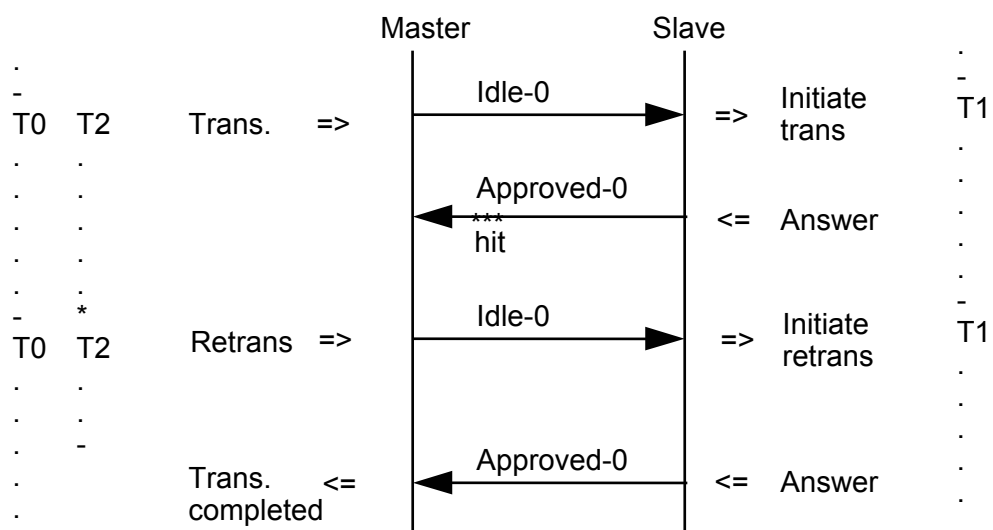 Master Slave
.
-
T0 T2 Trans. => Idle-0 => Initiate
trans
.
-
T1
. .
. .
. .
. .
. .
- *
Approved-0
***
hit
<= Answer
.
.
.
.
.
-
T0 T2 Retrans => Idle-0 => Initiate
retrans
T1
. .
. .
. -
.
.
Trans.
completed
<= Approved-0 <= Answer
.
.
.
.
.